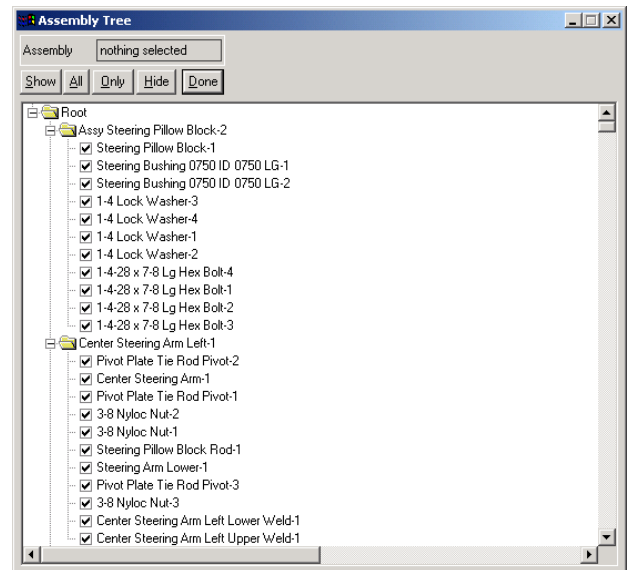 Assembly Tree
Assembly nothing selected
Show All Only Hide Done
Root
Assy Steering Pillow Block-2
Steering Pillow Block-1
Steering Bushing 0750 ID 0750 LG-1
Steering Bushing 0750 ID 0750 LG-2
1-4 Lock Washer-3
1-4 Lock Washer-4
1-4 Lock Washer-1
1-4 Lock Washer-2
1-4-28 x 7-8 Lg Hex Bolt-4
1-4-28 x 7-8 Lg Hex Bolt-1
1-4-28 x 7-8 Lg Hex Bolt-2
1-4-28 x 7-8 Lg Hex Bolt-3
Center Steering Arm Left-1
Pivot Plate Tie Rod Pivot-2
Center Steering Arm-1
Pivot Plate Tie Rod Pivot-1
3-8 Nyloc Nut-2
3-8 Nyloc Nut-1
Steering Pillow Block Rod-1
Steering Arm Lower-1
Pivot Plate Tie Rod Pivot-3
3-8 Nyloc Nut-3
Center Steering Arm Left Lower Weld-1
Center Steering Arm Left Upper Weld-1